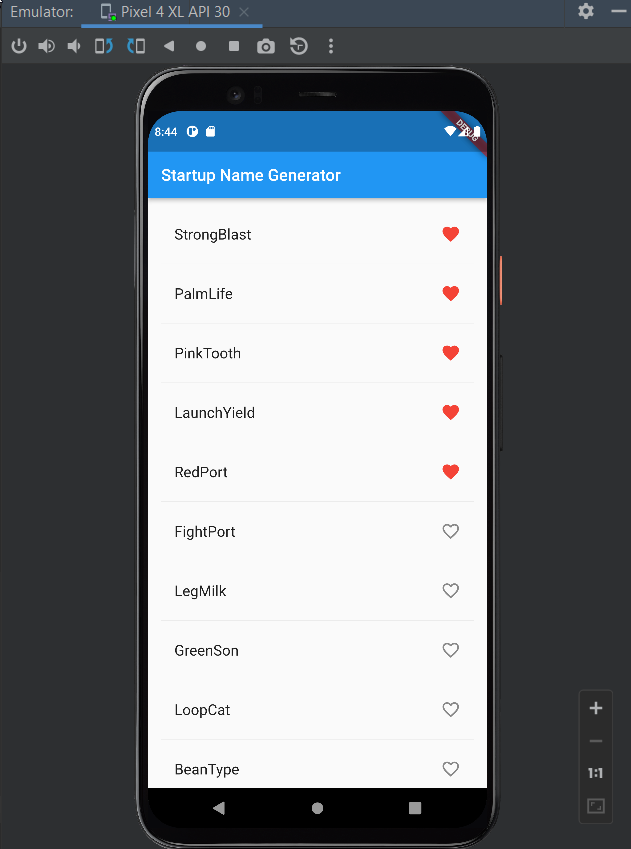 Emulator: Pixel 4 XL API 30
8:44
DEBUG
Startup Name Generator
StrongBlast
PalmLife
PinkTooth
LaunchYield
RedPort
FightPort
LegMilk
GreenSon
LoopCat
BeanType
1:1